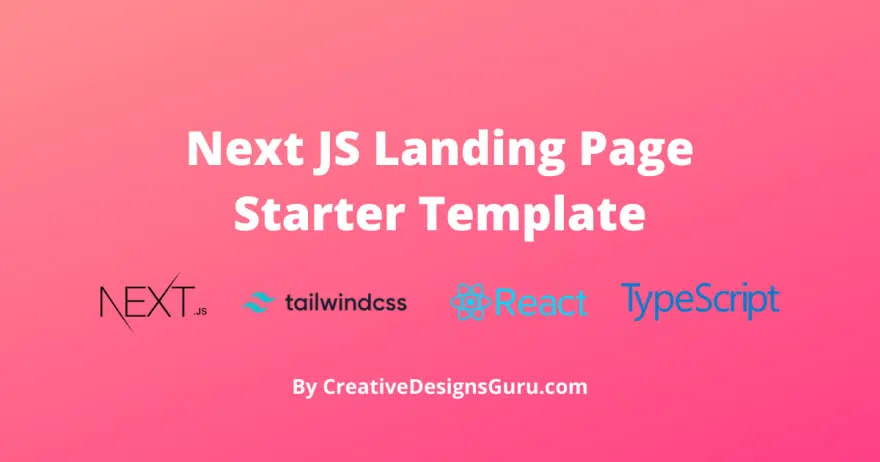 Next JS Landing Page
Starter Template
NEXT.JS tailwindcss React TypeScript
By CreativeDesignsGuru.com